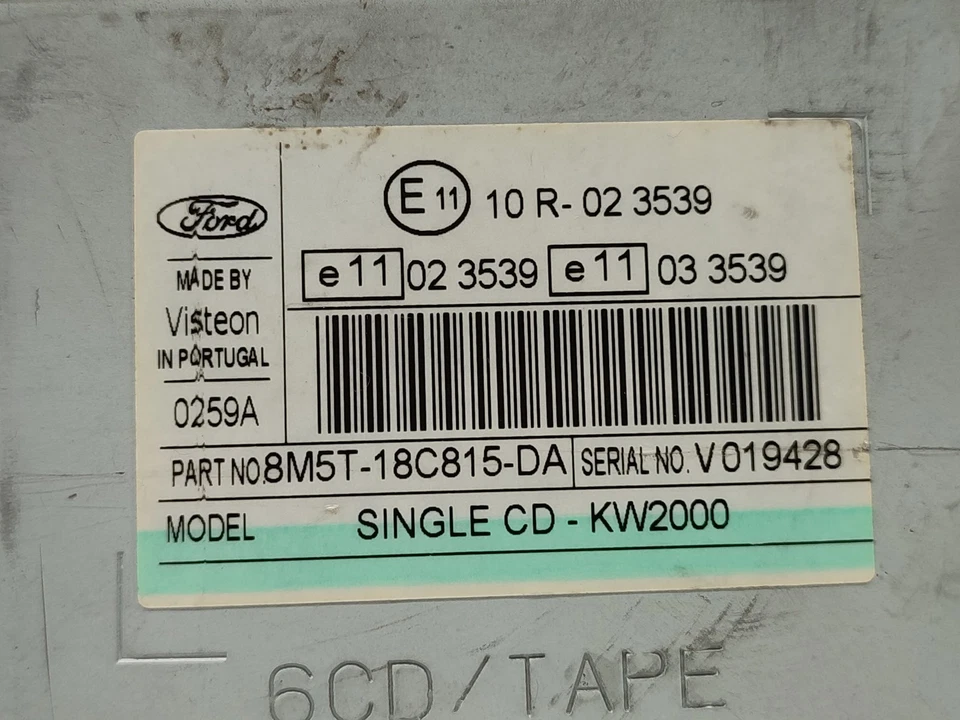 Ford
MADE BY
Visteon
IN PORTUGAL
0259A
E 11 10 R- 02 3539
e 11 02 3539 e 11 03 3539
PART NO. 8M5T-18C815-DA SERIAL NO. V 019428
MODEL SINGLE CD - KW2000
6CD/TAPE